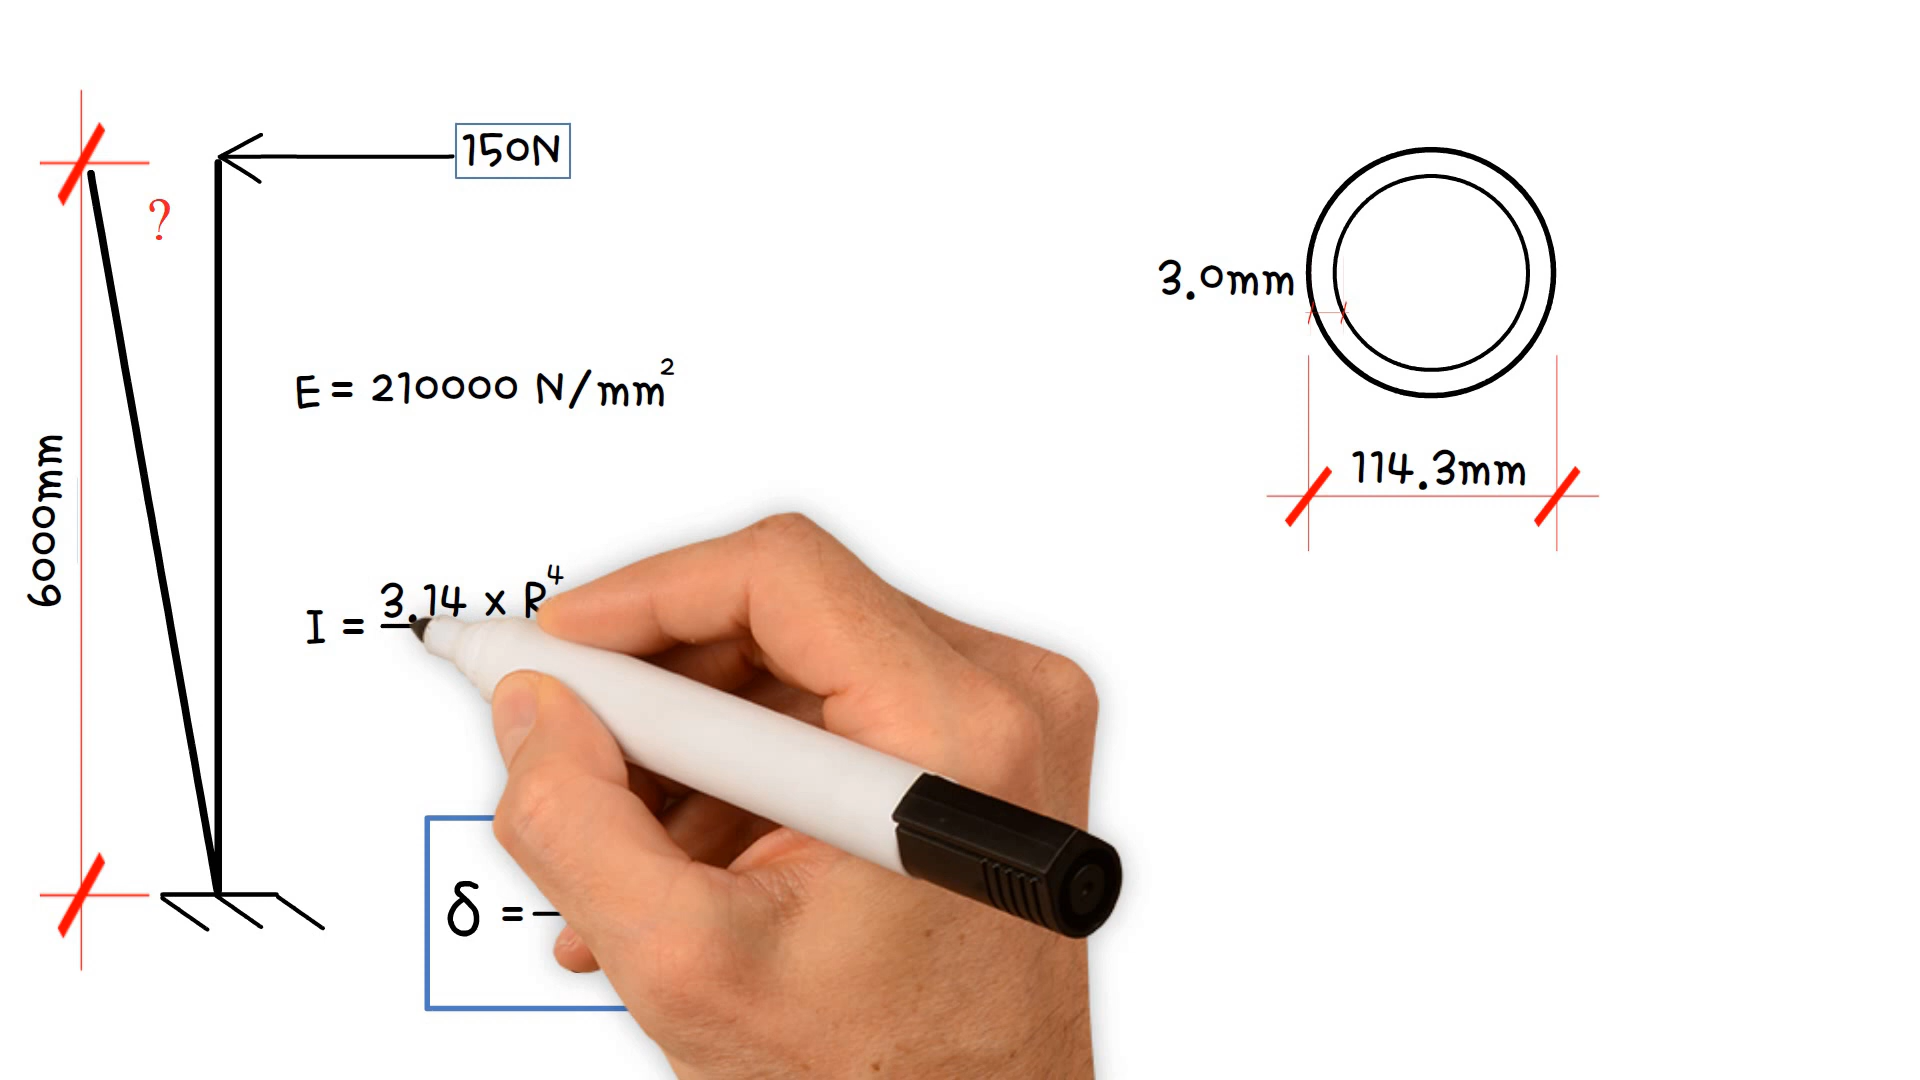 150N
?
3.0mm
E = 210000 N/mm²
6000mm
114.3mm
I = 3.14 x R⁴
δ =